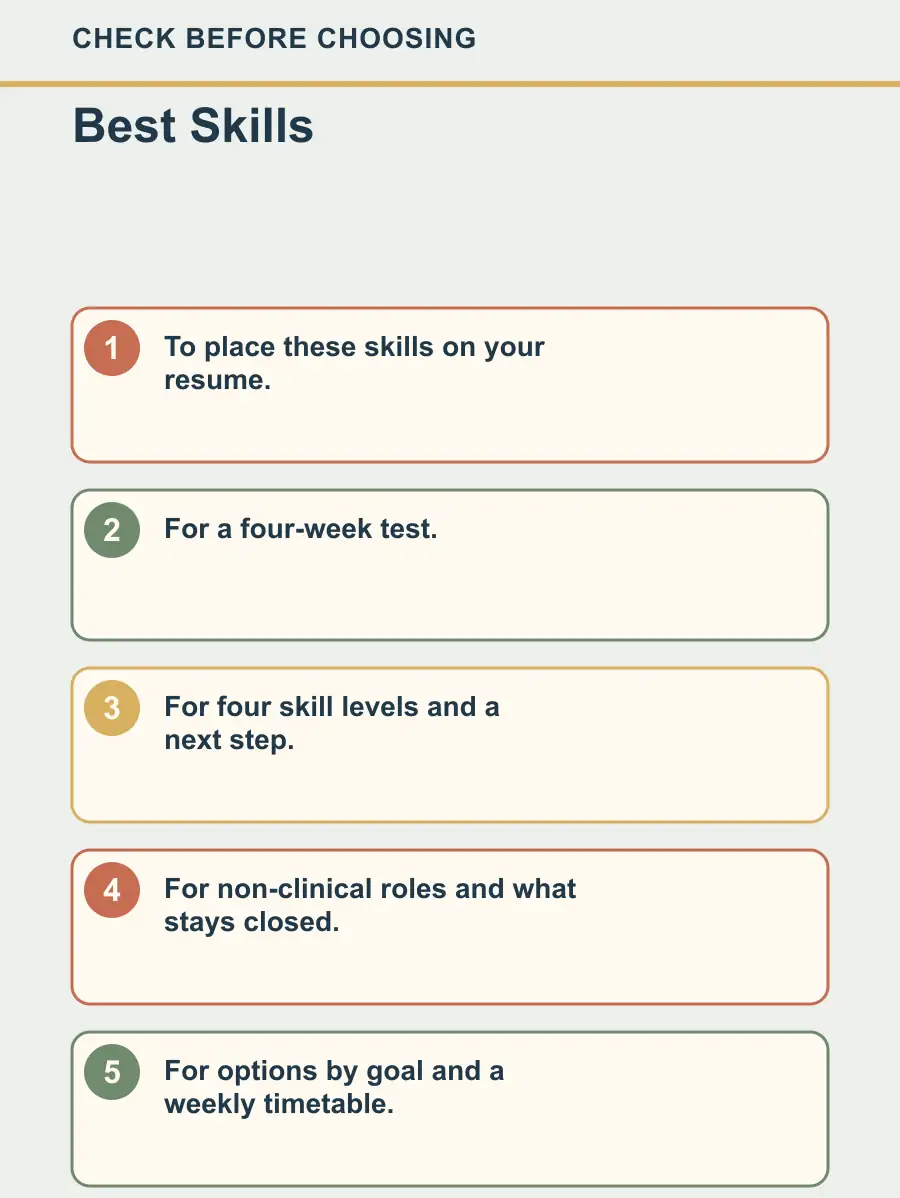 CHECK BEFORE CHOOSING
Best Skills
1
To place these skills on your
resume.
2
For a four-week test.
3
For four skill levels and a
next step.
4
For non-clinical roles and what
stays closed.
5
For options by goal and a
weekly timetable.